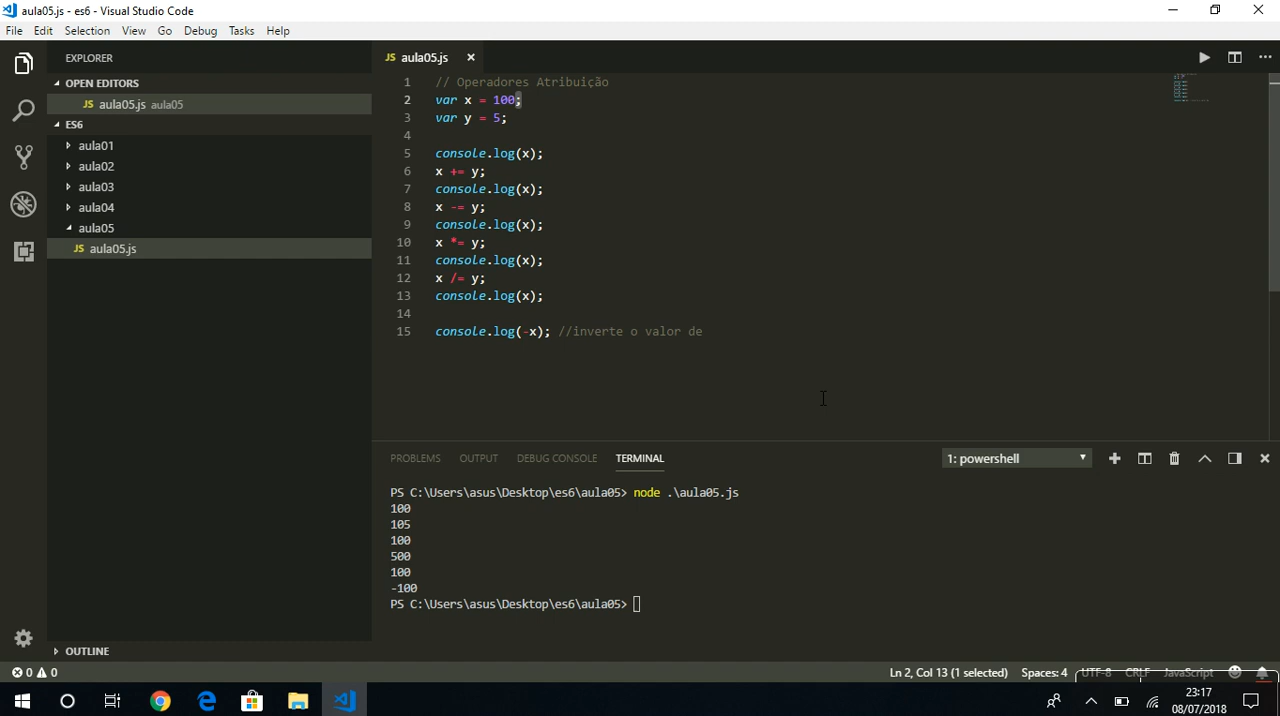 aula05.js - es6 - Visual Studio Code
File Edit Selection View Go Debug Tasks Help
EXPLORER
OPEN EDITORS
JS aula05.js aula05
ES6
aula01
aula02
aula03
aula04
aula05
JS aula05.js
OUTLINE
JS aula05.js
1 // Operadores Atribuição
2 var x = 100;
3 var y = 5;
4
5 console.log(x);
6 x += y;
7 console.log(x);
8 x -= y;
9 console.log(x);
10 x *= y;
11 console.log(x);
12 x /= y;
13 console.log(x);
14
15 console.log(-x); //inverte o valor de
PROBLEMS OUTPUT DEBUG CONSOLE TERMINAL 1: powershell
PS C:\Users\asus\Desktop\es6\aula05> node .\aula05.js
100
105
100
500
100
-100
PS C:\Users\asus\Desktop\es6\aula05>
0 0 Ln 2, Col 13 (1 selected) Spaces: 4 UTF-8 CRLF JavaScript
23:17
08/07/2018